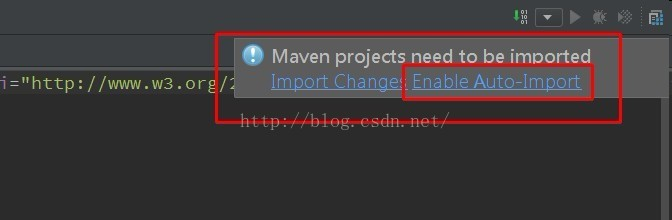 Maven projects need to be imported
i="http://www.w3.org/2
Import Changes Enable Auto-Import
http://blog.csdn.net/